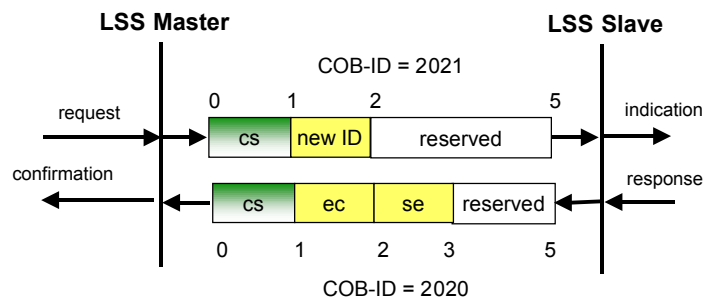 LSS Master LSS Slave
COB-ID = 2021
0 1 2 5
request cs new ID reserved indication
confirmation cs ec se reserved response
0 1 2 3 5
COB-ID = 2020